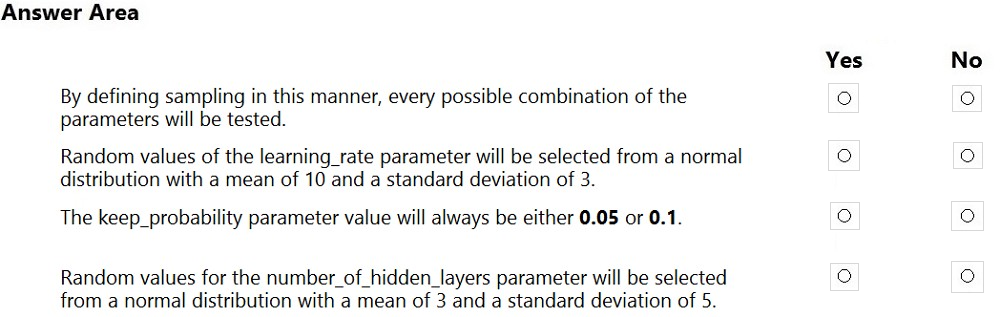 Answer Area
Yes No
By defining sampling in this manner, every possible combination of the
parameters will be tested.
Random values of the learning_rate parameter will be selected from a normal
distribution with a mean of 10 and a standard deviation of 3.
The keep_probability parameter value will always be either 0.05 or 0.1.
Random values for the number_of_hidden_layers parameter will be selected
from a normal distribution with a mean of 3 and a standard deviation of 5.